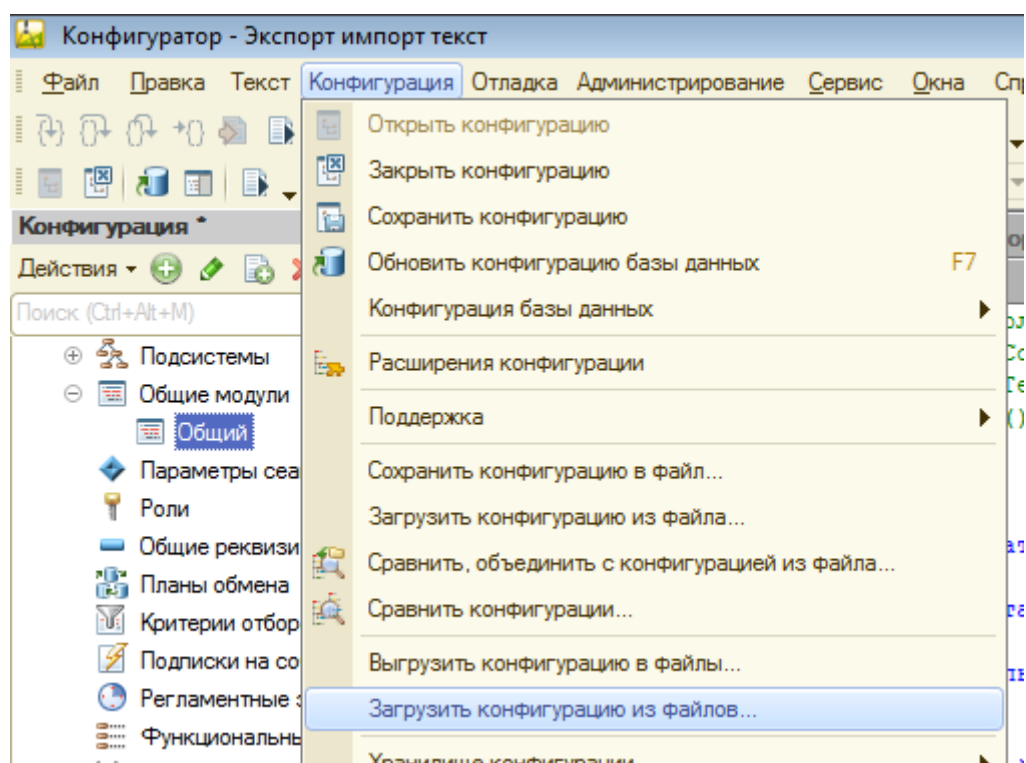 Конфигуратор - Экспорт импорт текст
Файл Правка Текст Конфигурация Отладка Администрирование Сервис Окна
Открыть конфигурацию
Закрыть конфигурацию
Сохранить конфигурацию
Обновить конфигурацию базы данных F7
Конфигурация базы данных
Расширения конфигурации
Поддержка
Сохранить конфигурацию в файл...
Загрузить конфигурацию из файла...
Сравнить, объединить с конфигурацией из файла...
Сравнить конфигурации...
Выгрузить конфигурацию в файлы...
Загрузить конфигурацию из файлов...
Хранилище конфигурации
Конфигурация *
Действия
Поиск (Ctrl+Alt+M)
Подсистемы
Общие модули
Общий
Параметры сеа
Роли
Общие реквизи
Планы обмена
Критерии отбор
Подписки на со
Регламентные
Функциональны